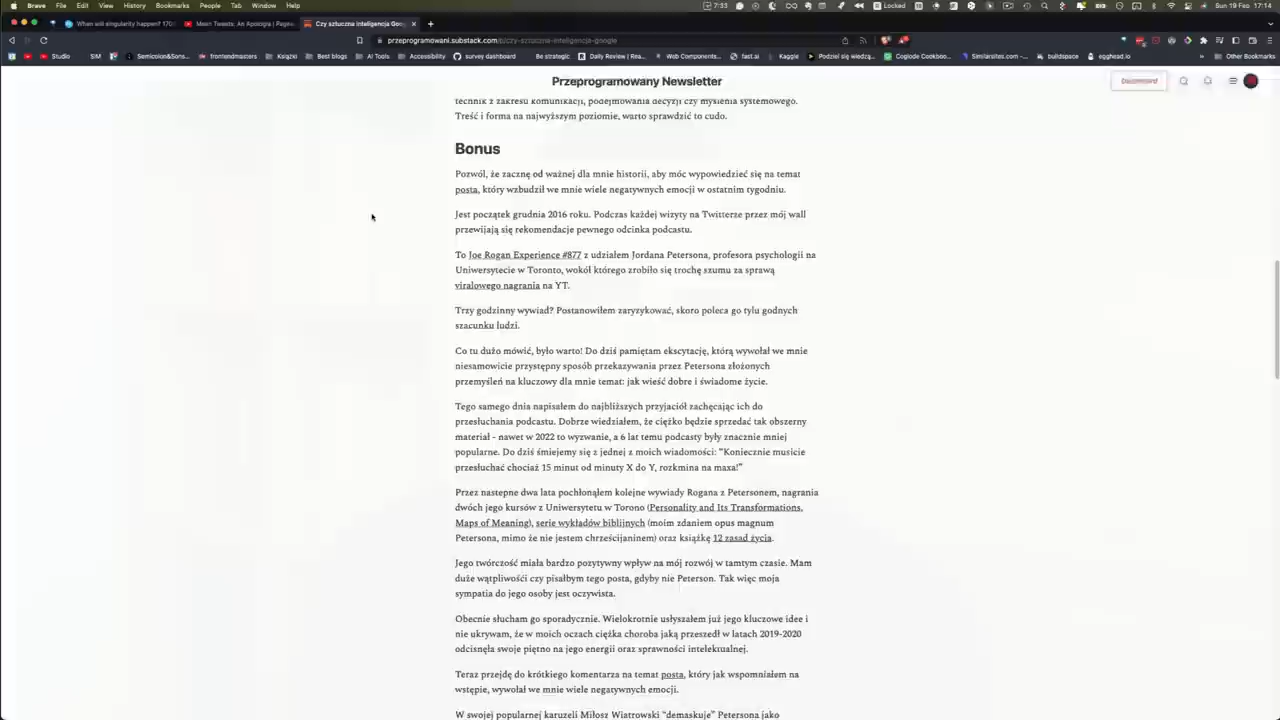 Brave File Edit View History Bookmarks People Tab Window Help 7:33 Locked Sun 19 Feb 17:14
When will singularity happen? 170 Mean Tweets: An Apologia | Page Czy sztuczna inteligencja Goo
przeprogramowani.substack.com/p/czy-sztuczna-inteligencja-google
Studio SIM Semicolon&Sons... frontendmasters Książki Best blogs AI Tools Accessibility survey dashboard Be strategic Daily Review | Rea... Web Components... fast.ai Kaggle Podziel się wiedzą... Coglode Cookboo... Similarsites.com -... buildspace egghead.io Other Bookmarks
Przeprogramowany Newsletter
Dashboard
technik z zakresu komunikacji, podejmowania decyzji czy myślenia systemowego.
Treść i forma na najwyższym poziomie, warto sprawdzić to cudo.
Bonus
Pozwól, że zacznę od ważnej dla mnie historii, aby móc wypowiedzieć się na temat
posta, który wzbudził we mnie wiele negatywnych emocji w ostatnim tygodniu.
Jest początek grudnia 2016 roku. Podczas każdej wizyty na Twitterze przez mój wall
przewijają się rekomendacje pewnego odcinka podcastu.
To Joe Rogan Experience #877 z udziałem Jordana Petersona, profesora psychologii na
Uniwersytecie w Toronto, wokół którego zrobiło się trochę szumu za sprawą
viralowego nagrania na YT.
Trzy godzinny wywiad? Postanowiłem zaryzykować, skoro poleca go tylu godnych
szacunku ludzi.
Co tu dużo mówić, było warto! Do dziś pamiętam ekscytację, którą wywołał we mnie
niesamowicie przystępny sposób przekazywania przez Petersona złożonych
przemyśleń na kluczowy dla mnie temat: jak wieść dobre i świadome życie.
Tego samego dnia napisałem do najbliższych przyjaciół zachęcając ich do
przesłuchania podcastu. Dobrze wiedziałem, że ciężko będzie sprzedać tak obszerny
materiał - nawet w 2022 to wyzwanie, a 6 lat temu podcasty były znacznie mniej
popularne. Do dziś śmiejemy się z jednej z moich wiadomości: "Koniecznie musicie
przesłuchać chociaż 15 minut od minuty X do Y, rozkmina na maxa!"
Przez następne dwa lata pochłonąłem kolejne wywiady Rogana z Petersonem, nagrania
dwóch jego kursów z Uniwersytetu w Torono (Personality and Its Transformations,
Maps of Meaning), serie wykładów biblijnych (moim zdaniem opus magnum
Petersona, mimo że nie jestem chrześcijaninem) oraz książkę 12 zasad życia.
Jego twórczość miała bardzo pozytywny wpływ na mój rozwój w tamtym czasie. Mam
duże wątpliwości czy pisałbym tego posta, gdyby nie Peterson. Tak więc moja
sympatia do jego osoby jest oczywista.
Obecnie słucham go sporadycznie. Wielokrotnie usłyszałem już jego kluczowe idee i
nie ukrywam, że w moich oczach ciężka choroba jaką przeszedł w latach 2019-2020
odcisnęła swoje piętno na jego energii oraz sprawności intelektualnej.
Teraz przejdę do krótkiego komentarza na temat posta, który jak wspomniałem na
wstępie, wywołał we mnie wiele negatywnych emocji.
W swojej popularnej karuzeli Miłosz Wiatrowski "demaskuje" Petersona jako